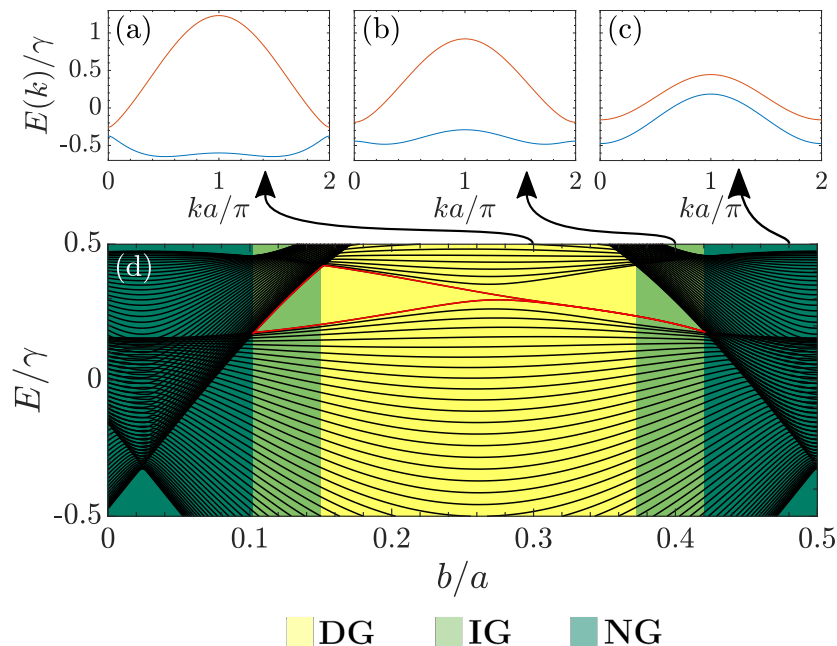 (a) (b) (c)
E(k)/γ
1
0.5
0
-0.5
0 1 2 0 1 2 0 1 2
ka/π ka/π ka/π
(d)
E/γ
0.5
0
-0.5
0 0.1 0.2 0.3 0.4 0.5
b/a
DG IG NG